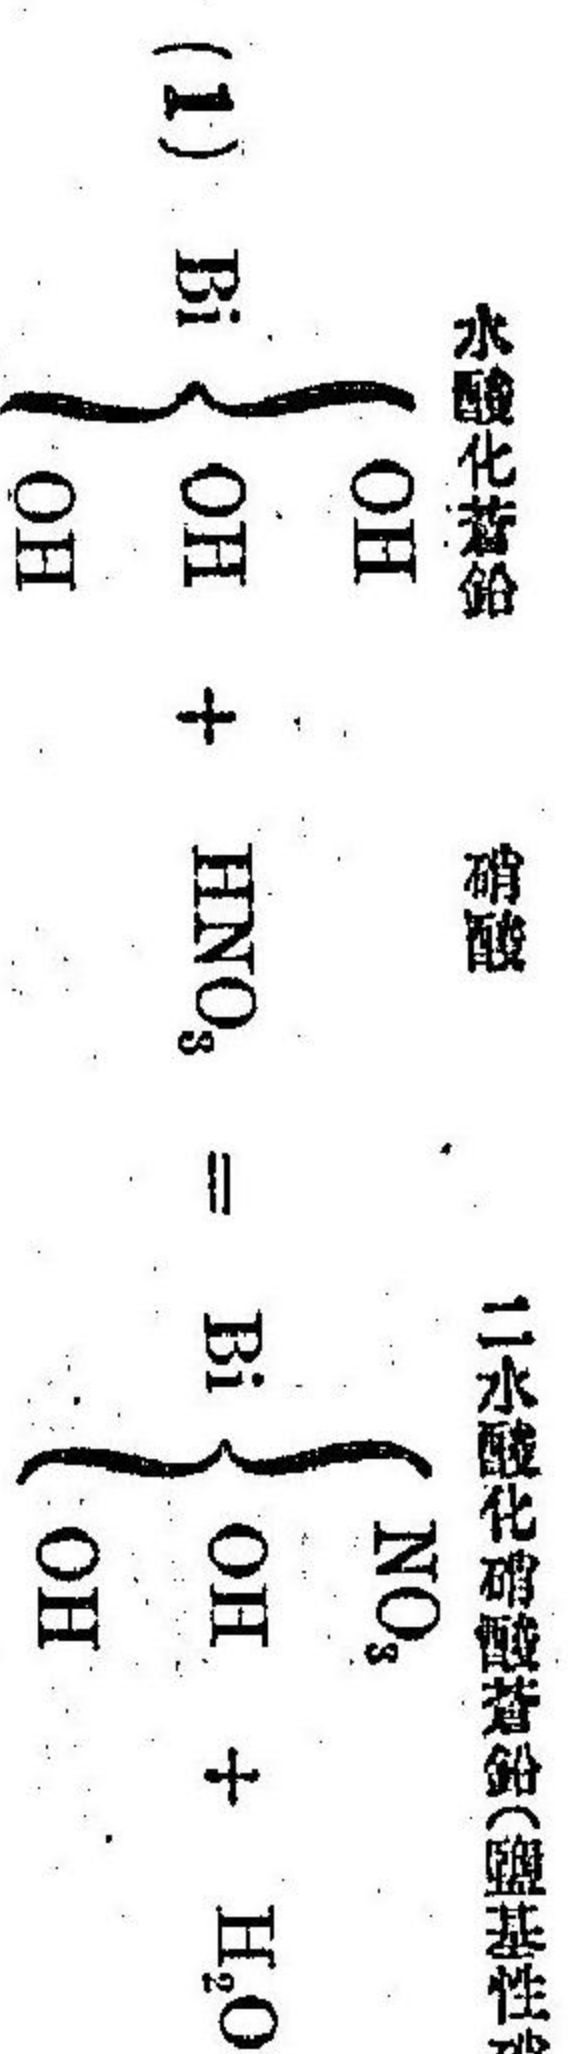 水酸化蒼鉛 硝酸 二水酸化硝酸蒼鉛(鹽基性硝
OH NO₃
(1) Bi { OH + HNO₃ = Bi { OH + H₂O
OH OH